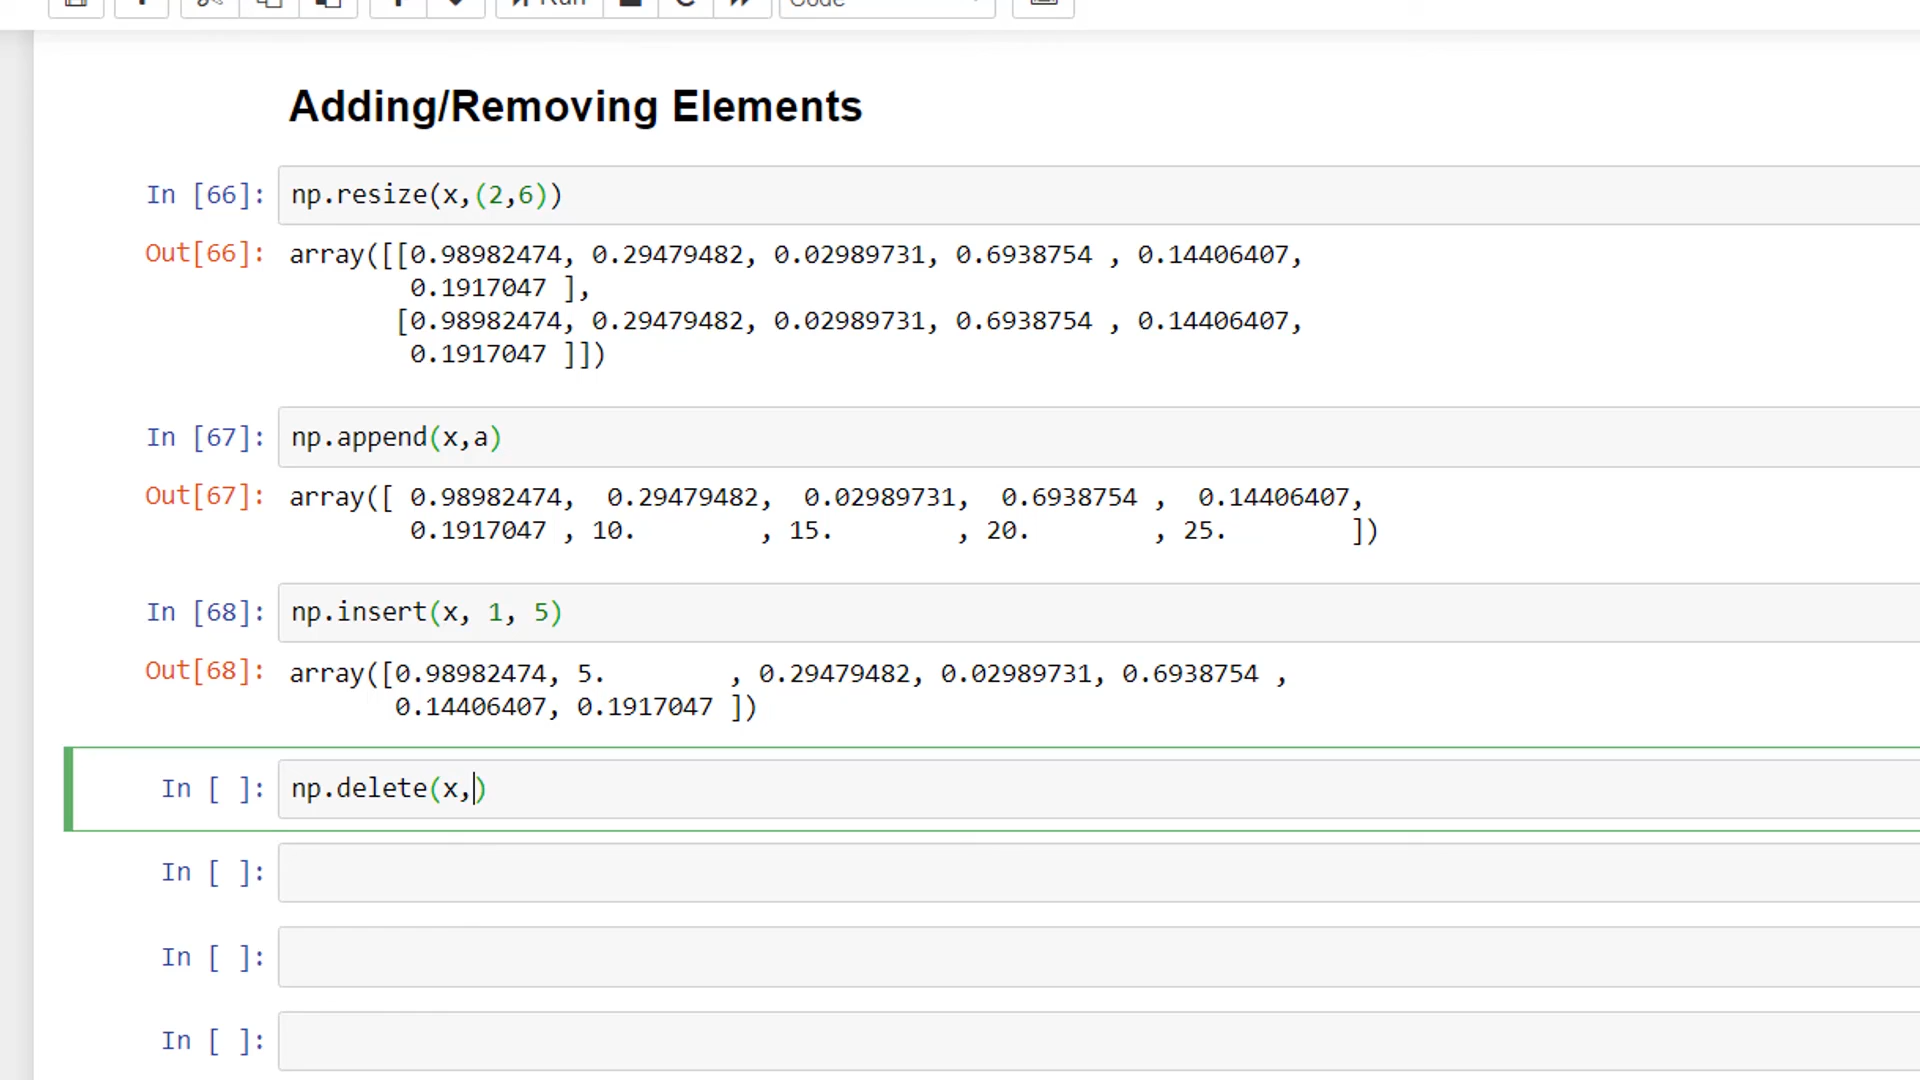 Run
Code
Adding/Removing Elements
In [66]: np.resize(x,(2,6))
Out[66]: array([[0.98982474, 0.29479482, 0.02989731, 0.6938754 , 0.14406407,
0.1917047 ],
[0.98982474, 0.29479482, 0.02989731, 0.6938754 , 0.14406407,
0.1917047 ]])
In [67]: np.append(x,a)
Out[67]: array([ 0.98982474,  0.29479482,  0.02989731,  0.6938754 ,  0.14406407,
0.1917047 , 10.        , 15.        , 20.        , 25.        ])
In [68]: np.insert(x, 1, 5)
Out[68]: array([0.98982474, 5.        , 0.29479482, 0.02989731, 0.6938754 ,
0.14406407, 0.1917047 ])
In [ ]: np.delete(x,)
In [ ]:
In [ ]:
In [ ]: